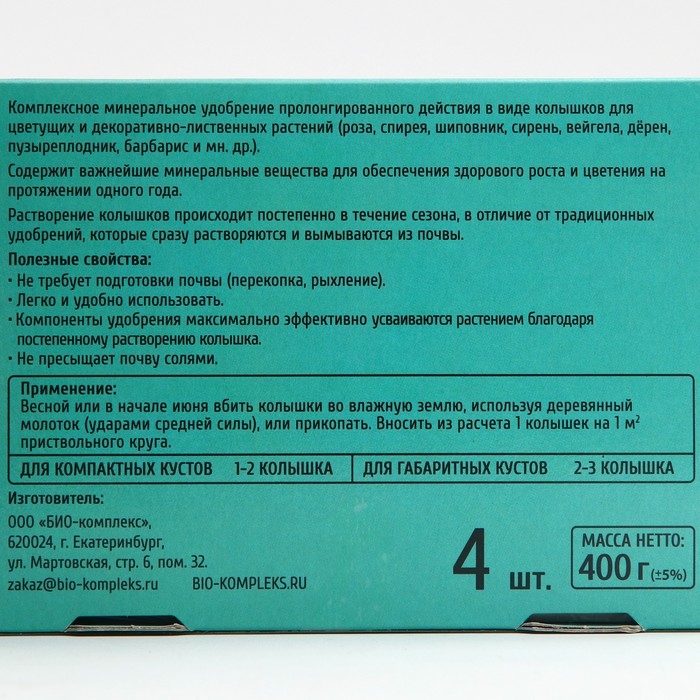 Комплексное минеральное удобрение пролонгированного действия в виде колышков для
цветущих и декоративно-лиственных растений (роза, спирея, шиповник, сирень, вейгела, дёрен,
пузыреплодник, барбарис и мн. др.).
Содержит важнейшие минеральные вещества для обеспечения здорового роста и цветения на
протяжении одного года.
Растворение колышков происходит постепенно в течение сезона, в отличие от традиционных
удобрений, которые сразу растворяются и вымываются из почвы.
Полезные свойства:
· Не требует подготовки почвы (перекопка, рыхление).
· Легко и удобно использовать.
· Компоненты удобрения максимально эффективно усваиваются растением благодаря
постепенному растворению колышка.
· Не пресыщает почву солями.
Применение:
Весной или в начале июня вбить колышки во влажную землю, используя деревянный
молоток (ударами средней силы), или прикопать. Вносить из расчета 1 колышек на 1 м²
приствольного круга.
ДЛЯ КОМПАКТНЫХ КУСТОВ 1-2 КОЛЫШКА ДЛЯ ГАБАРИТНЫХ КУСТОВ 2-3 КОЛЫШКА
Изготовитель:
ООО «БИО-комплекс»,
620024, г. Екатеринбург,
ул. Мартовская, стр. 6, пом. 32.
zakaz@bio-kompleks.ru BIO-KOMPLEKS.RU
4 шт.
МАССА НЕТТО:
400 г (±5%)